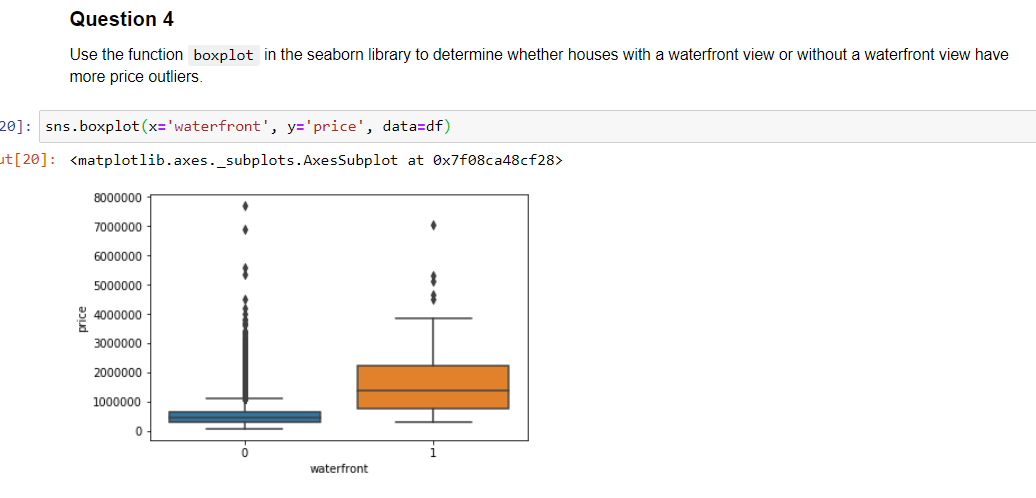 Question 4
Use the function boxplot in the seaborn library to determine whether houses with a waterfront view or without a waterfront view have
more price outliers.
20]: sns.boxplot(x='waterfront', y='price', data=df)
ut[20]: <matplotlib.axes._subplots.AxesSubplot at 0x7f08ca48cf28>
8000000
7000000
6000000
5000000
4000000
3000000
2000000
1000000
0
price
0 1
waterfront